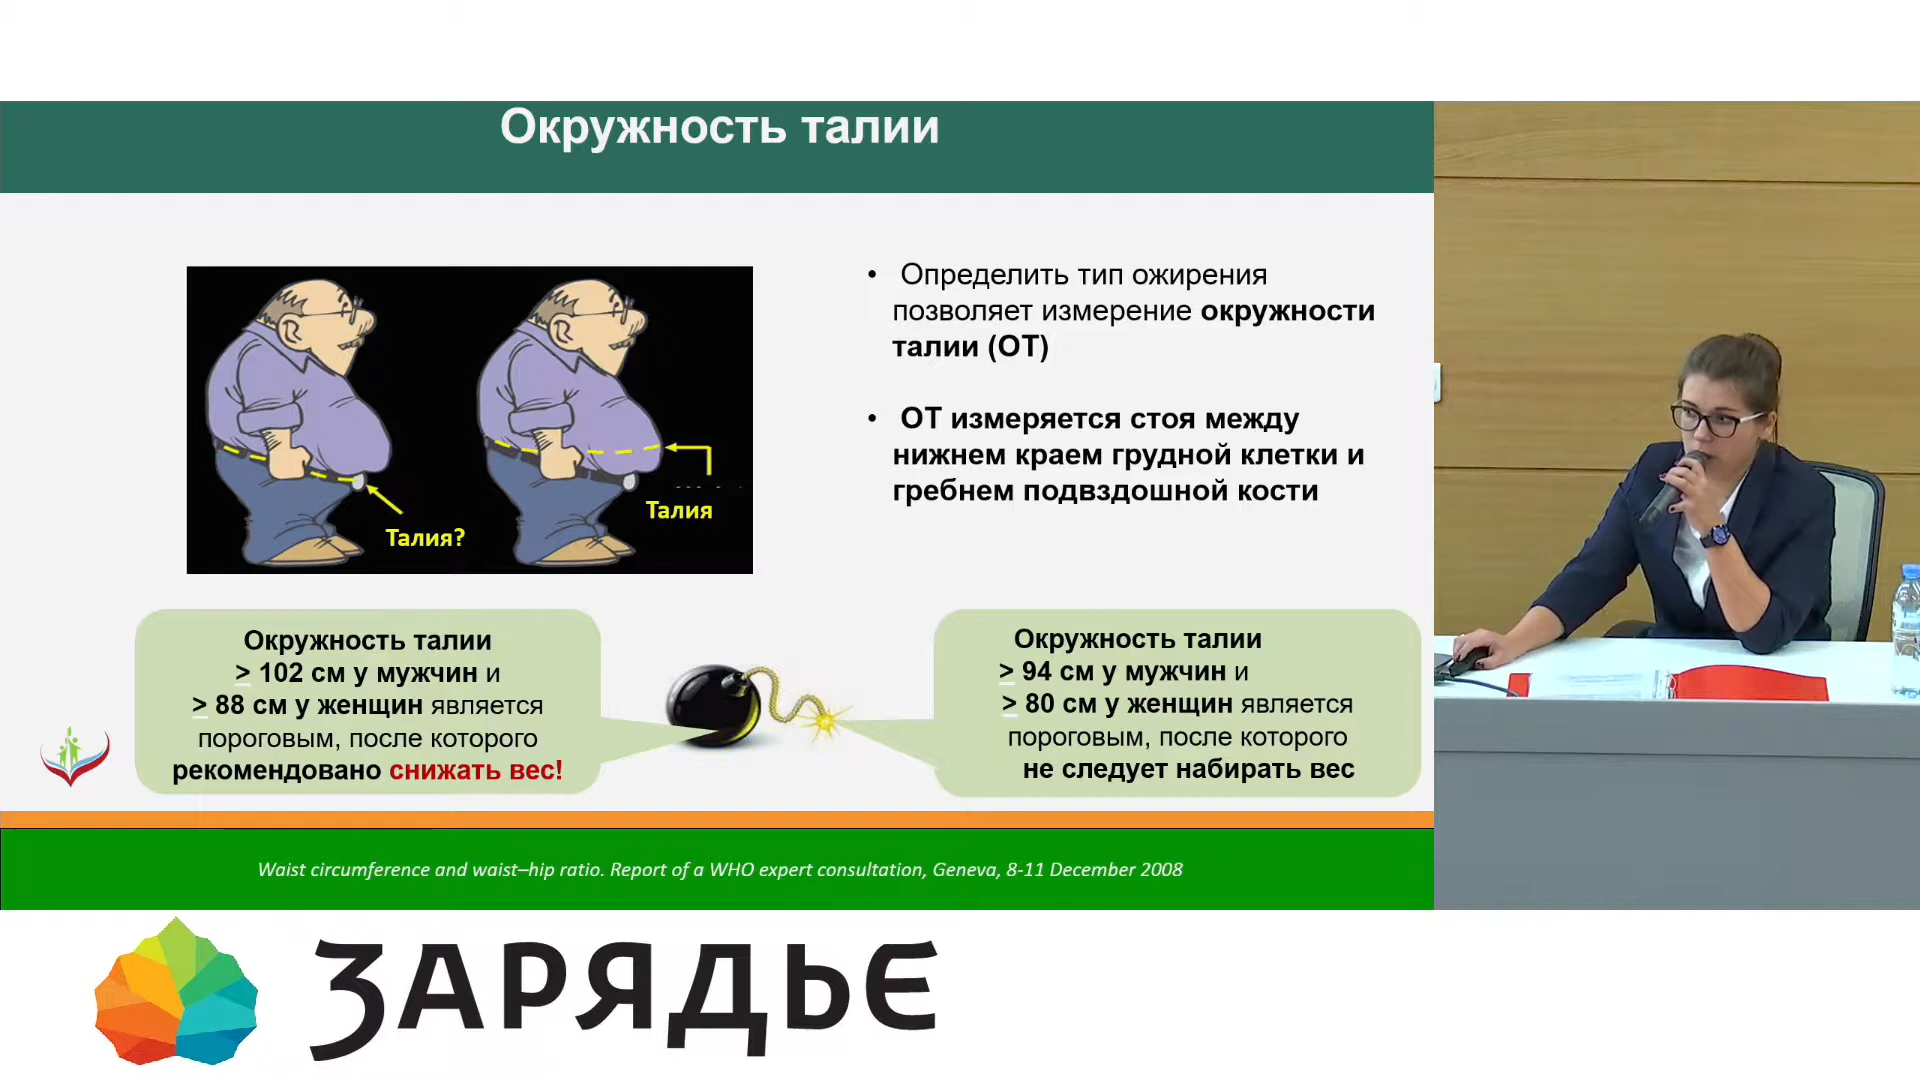 Окружность талии
Талия?
Талия
• Определить тип ожирения
позволяет измерение окружности
талии (ОТ)
• ОТ измеряется стоя между
нижнем краем грудной клетки и
гребнем подвздошной кости
Окружность талии
> 102 см у мужчин и
> 88 см у женщин является
пороговым, после которого
рекомендовано снижать вес!
Окружность талии
> 94 см у мужчин и
> 80 см у женщин является
пороговым, после которого
не следует набирать вес
Waist circumference and waist–hip ratio. Report of a WHO expert consultation, Geneva, 8-11 December 2008
ЗАРЯДЬЕ